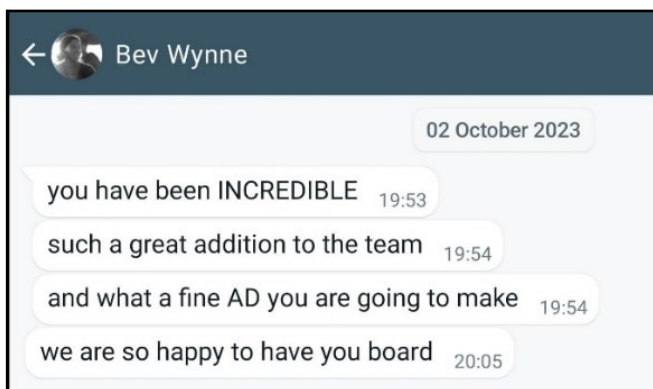 Bev Wynne
02 October 2023
you have been INCREDIBLE 19:53
such a great addition to the team 19:54
and what a fine AD you are going to make 19:54
we are so happy to have you board 20:05